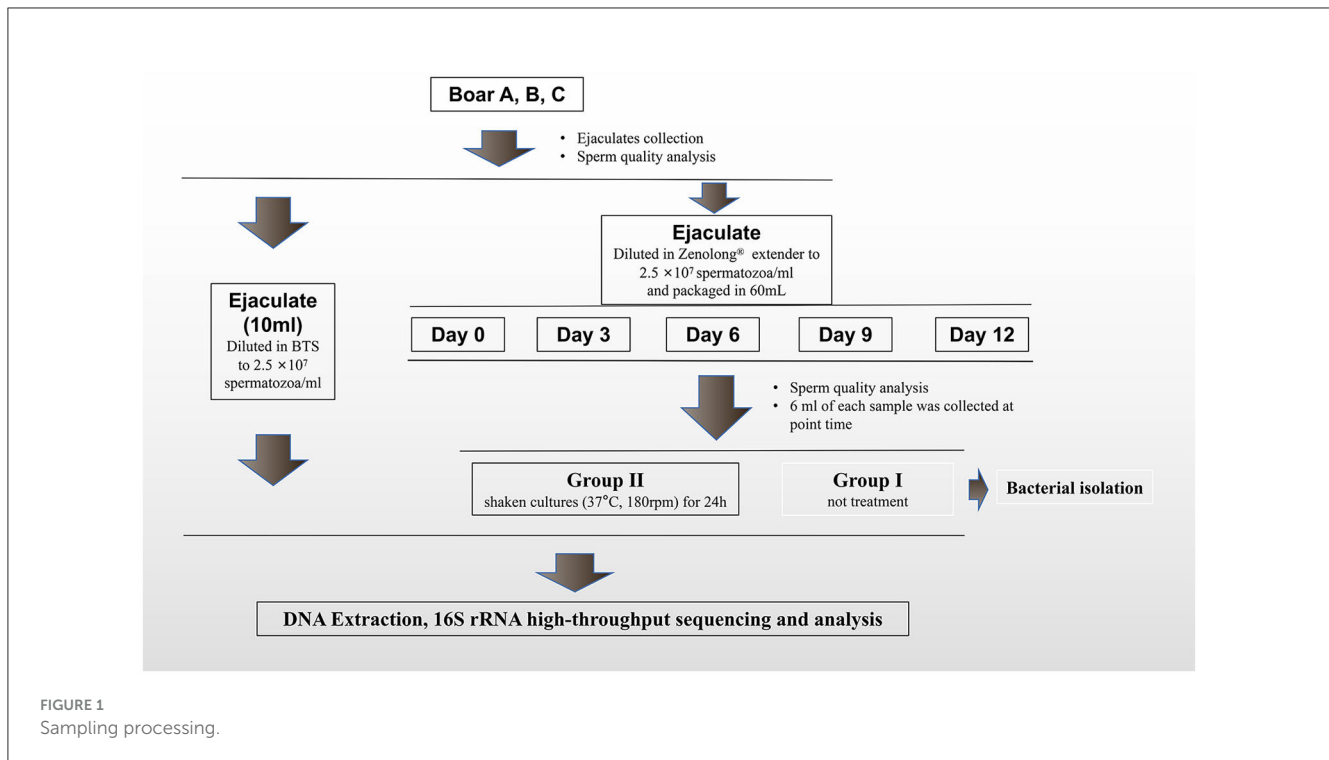 Boar A, B, C
• Ejaculates collection
• Sperm quality analysis
Ejaculate
Diluted in Zenolong® extender to
2.5 ×10⁷ spermatozoa/ml
and packaged in 60mL
Ejaculate
(10ml)
Diluted in BTS
to 2.5 ×10⁷
spermatozoa/ml
Day 0
Day 3
Day 6
Day 9
Day 12
• Sperm quality analysis
• 6 ml of each sample was collected at
point time
Group II
shaken cultures (37°C, 180rpm) for 24h
Group I
not treatment
Bacterial isolation
DNA Extraction, 16S rRNA high-throughput sequencing and analysis
FIGURE 1
Sampling processing.